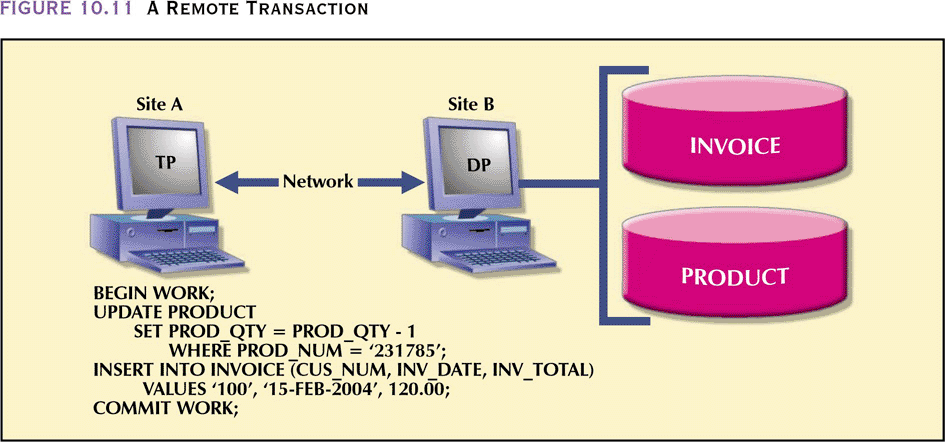 FIGURE 10.11 A REMOTE TRANSACTION
Site A
Site B
TP
Network
DP
INVOICE
PRODUCT
BEGIN WORK;
UPDATE PRODUCT
SET PROD_QTY = PROD_QTY - 1
WHERE PROD_NUM = ‘231785’;
INSERT INTO INVOICE (CUS_NUM, INV_DATE, INV_TOTAL)
VALUES ‘100’, ‘15-FEB-2004’, 120.00;
COMMIT WORK;